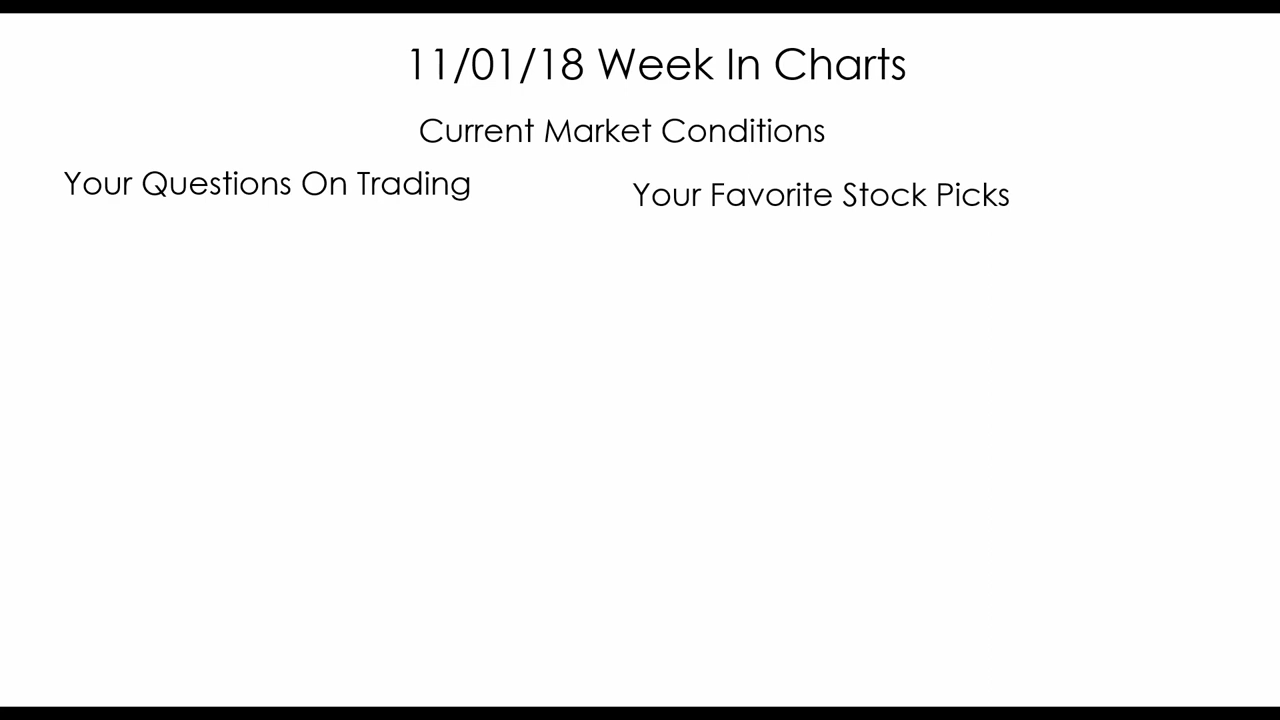 11/01/18 Week In Charts
Current Market Conditions
Your Questions On Trading
Your Favorite Stock Picks